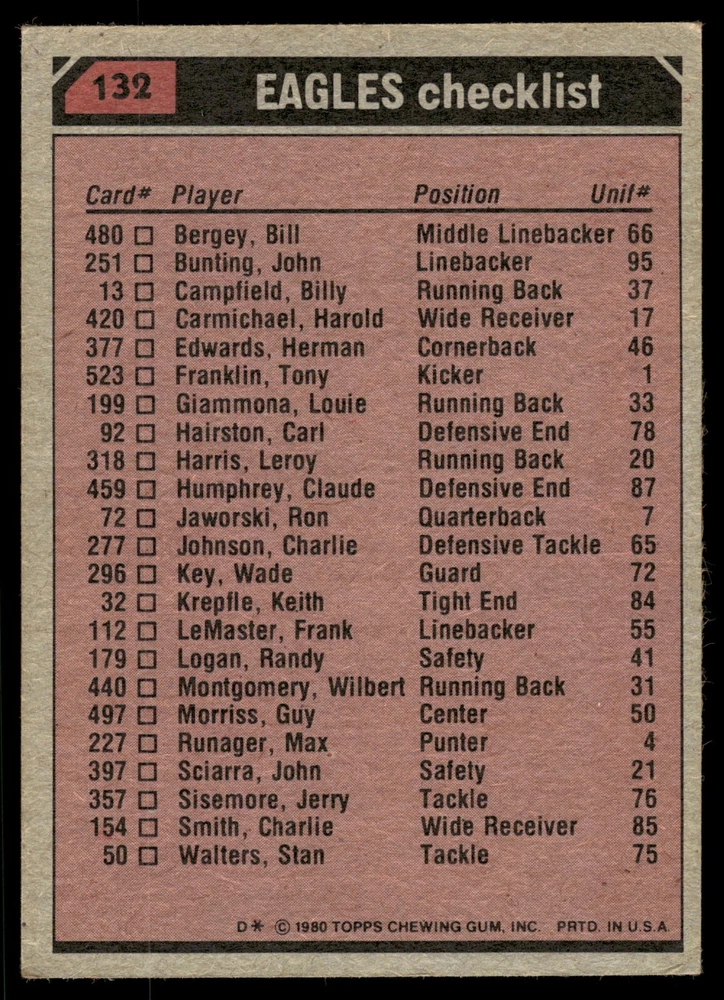 132 EAGLES checklist
Card# Player Position Unif#
480 □ Bergey, Bill Middle Linebacker 66
251 □ Bunting, John Linebacker 95
13 □ Campfield, Billy Running Back 37
420 □ Carmichael, Harold Wide Receiver 17
377 □ Edwards, Herman Cornerback 46
523 □ Franklin, Tony Kicker 1
199 □ Giammona, Louie Running Back 33
92 □ Hairston, Carl Defensive End 78
318 □ Harris, Leroy Running Back 20
459 □ Humphrey, Claude Defensive End 87
72 □ Jaworski, Ron Quarterback 7
277 □ Johnson, Charlie Defensive Tackle 65
296 □ Key, Wade Guard 72
32 □ Krepfle, Keith Tight End 84
112 □ LeMaster, Frank Linebacker 55
179 □ Logan, Randy Safety 41
440 □ Montgomery, Wilbert Running Back 31
497 □ Morriss, Guy Center 50
227 □ Runager, Max Punter 4
397 □ Sciarra, John Safety 21
357 □ Sisemore, Jerry Tackle 76
154 □ Smith, Charlie Wide Receiver 85
50 □ Walters, Stan Tackle 75
D* © 1980 TOPPS CHEWING GUM, INC. PRTD. IN U.S.A.